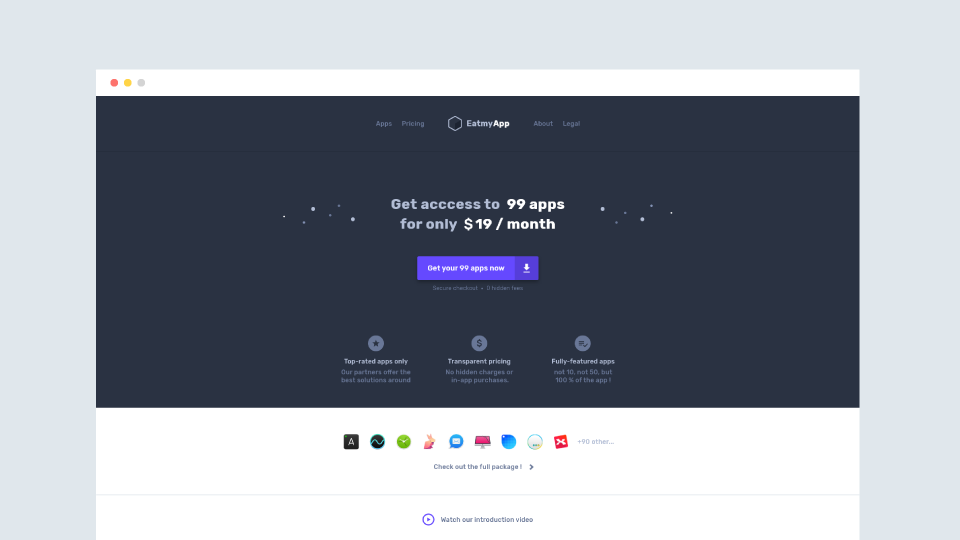 Apps Pricing EatmyApp About Legal
Get acccess to 99 apps
for only $19 / month
Get your 99 apps now
Secure checkout • 0 hidden fees
Top-rated apps only
Our partners offer the
best solutions around
Transparent pricing
No hidden charges or
in-app purchases.
Fully-featured apps
not 10, not 50, but
100 % of the app !
A
+90 other...
Check out the full package !
Watch our introduction video